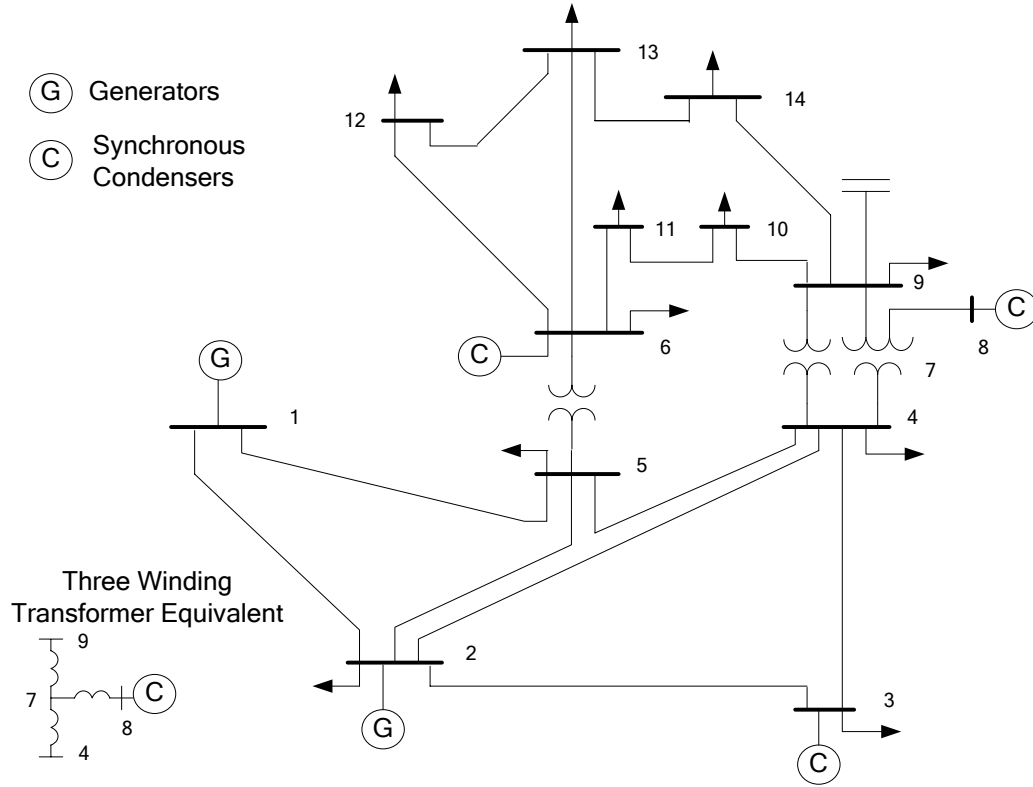 13
G Generators
14
12
C Synchronous
Condensers
11
10
9
C
6
8
C
7
G
1
4
5
Three Winding
Transformer Equivalent
9
2
7
C
3
8
G
4
C